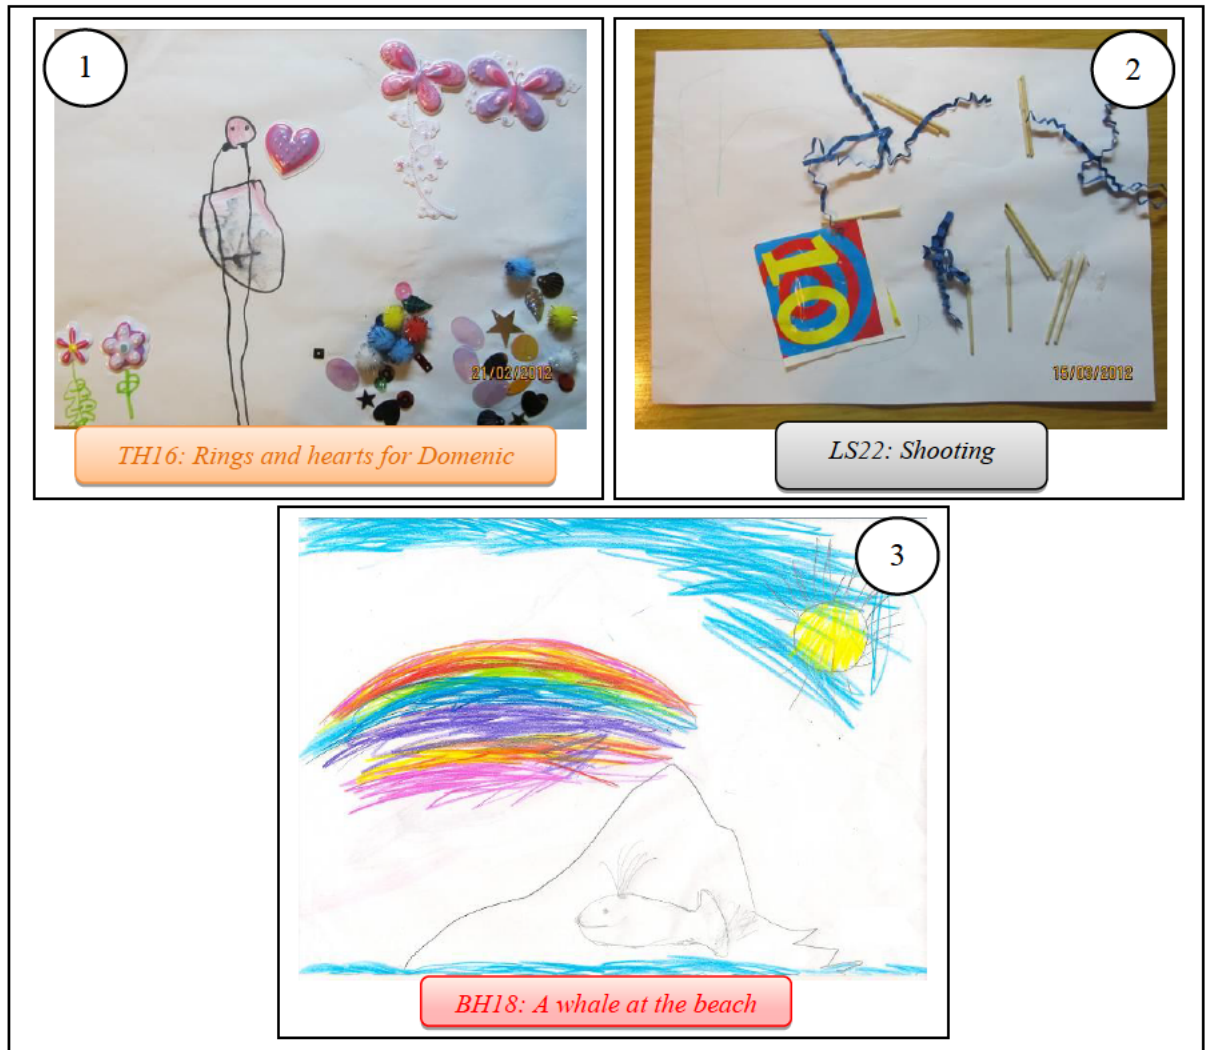 1
21/02/2012
TH16: Rings and hearts for Domenic
2
10
15/03/2012
LS22: Shooting
3
BH18: A whale at the beach